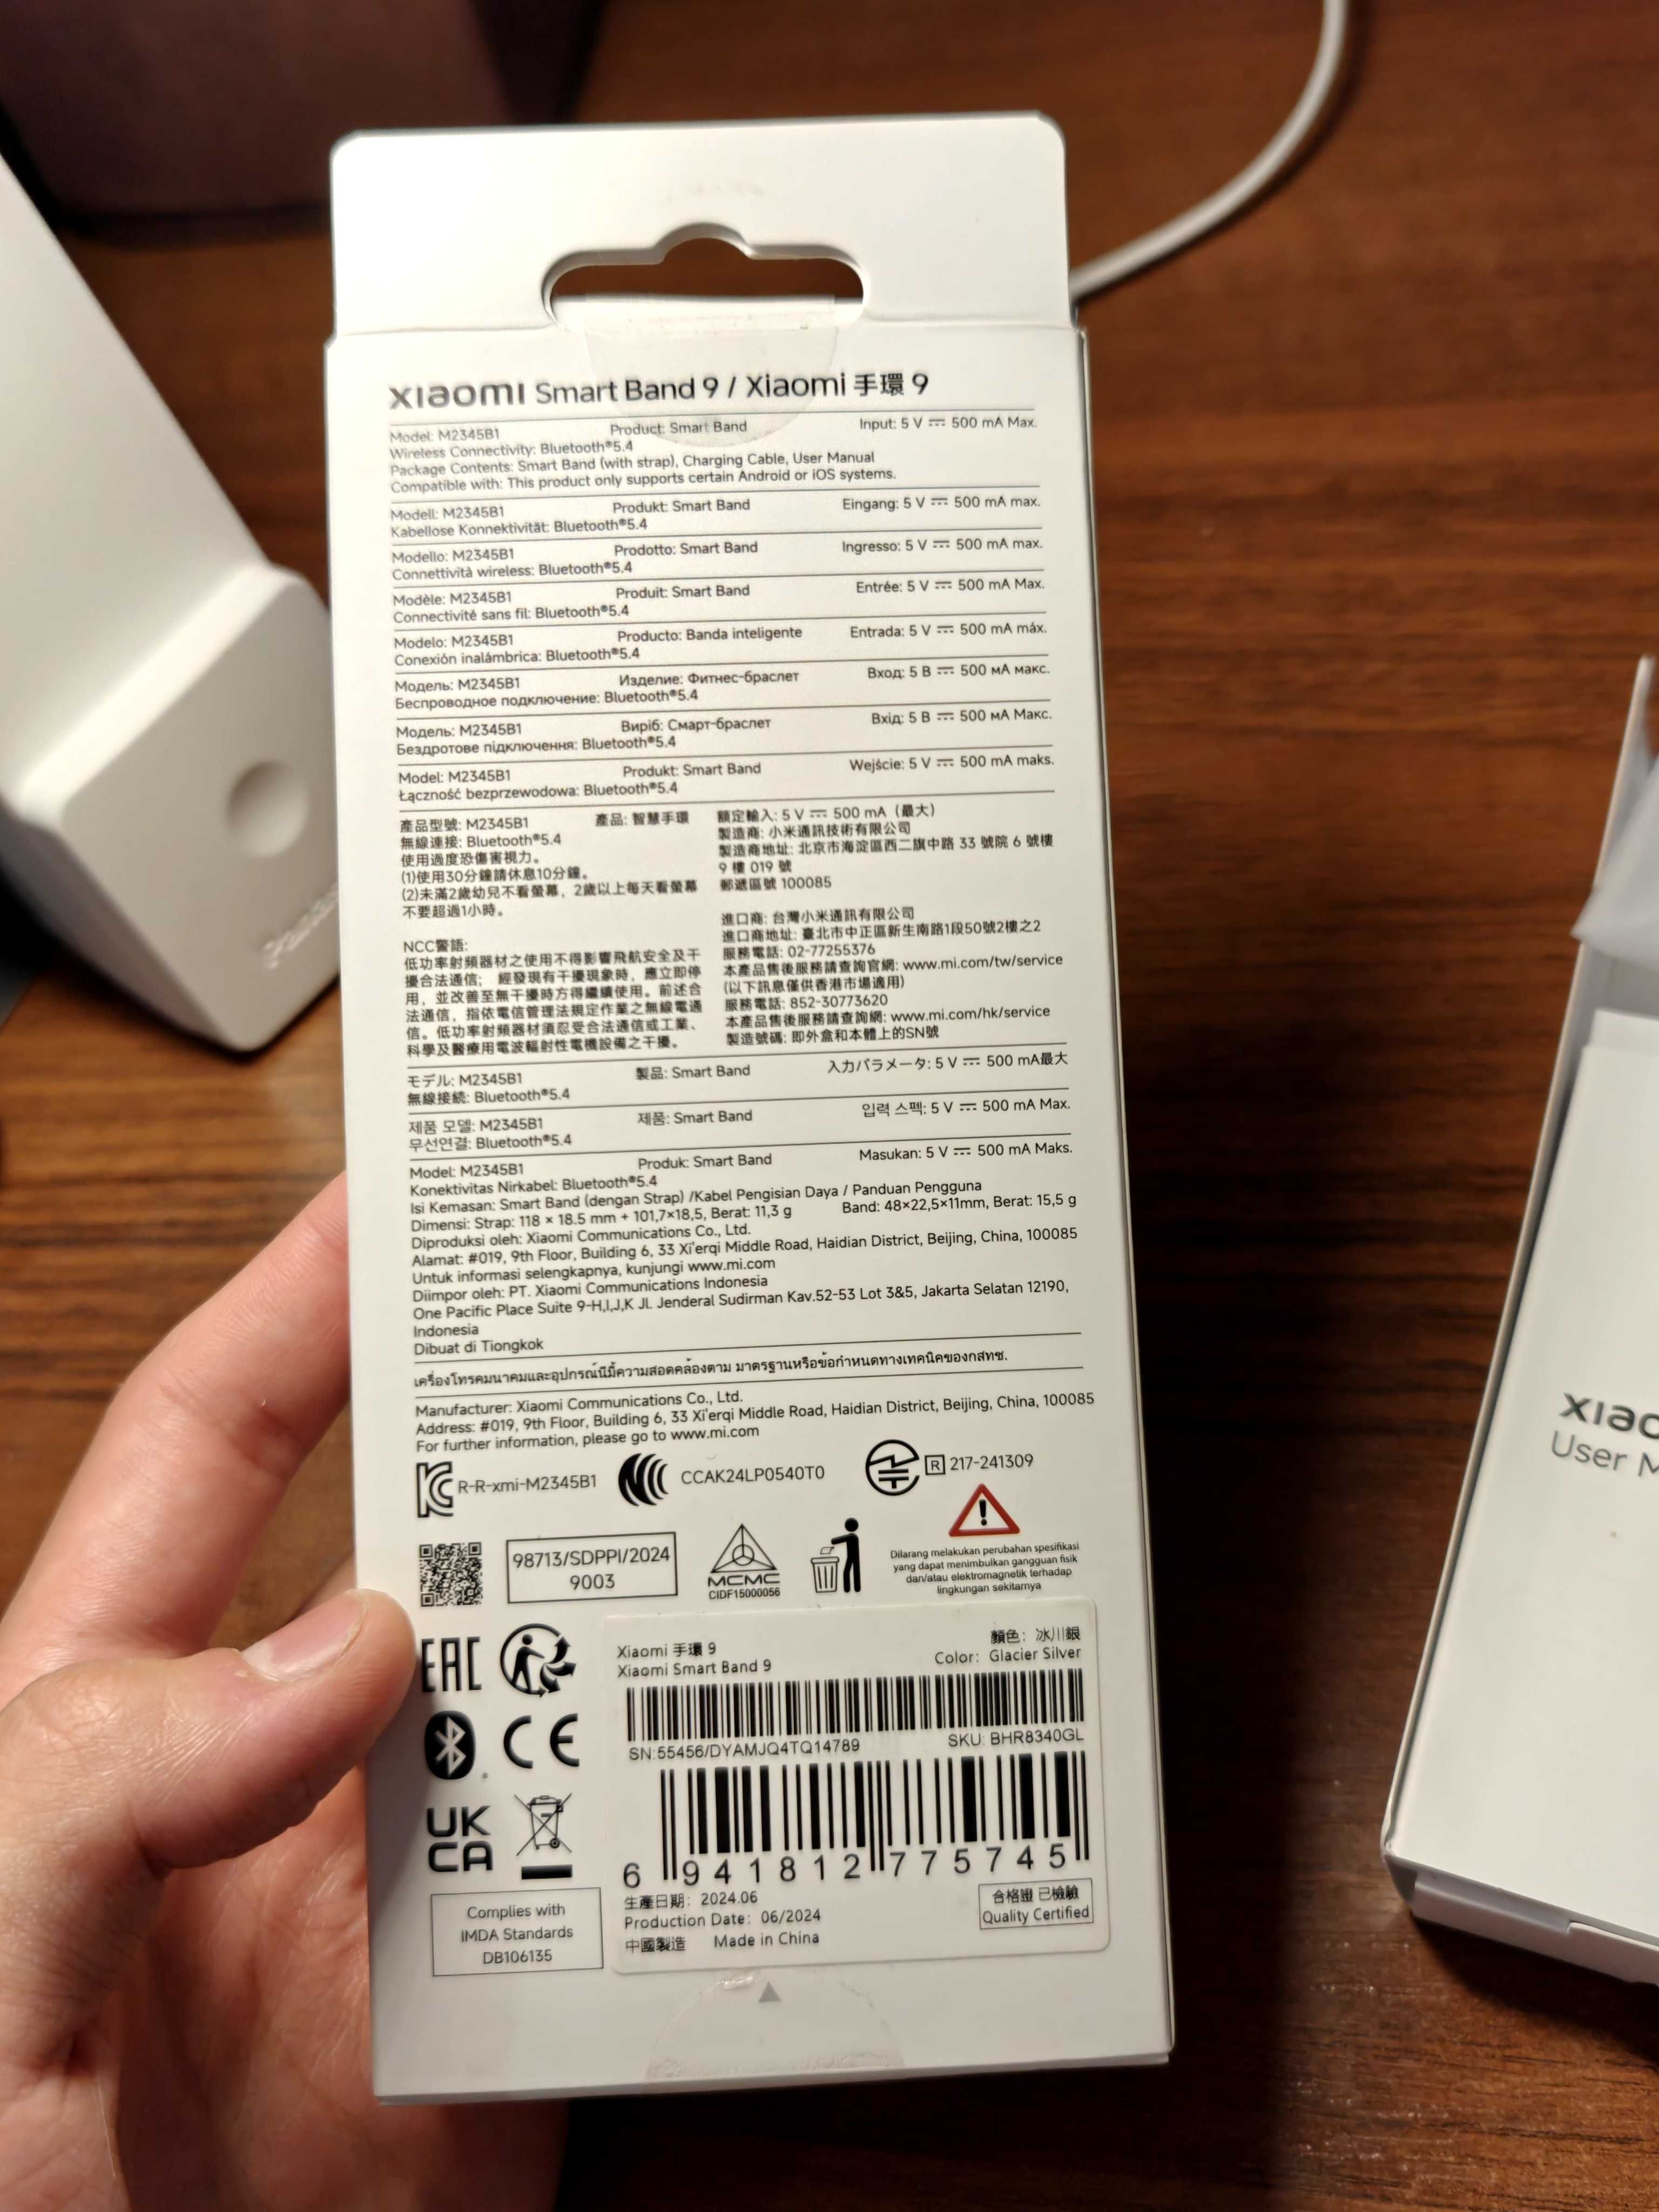 xiaomi Smart Band 9 / Xiaomi 手環 9
Model: M2345B1 Product: Smart Band Input: 5 V ⎓ 500 mA Max.
Wireless Connectivity: Bluetooth®5.4
Package Contents: Smart Band (with strap), Charging Cable, User Manual
Compatible with: This product only supports certain Android or iOS systems.
Modell: M2345B1 Produkt: Smart Band Eingang: 5 V ⎓ 500 mA max.
Kabellose Konnektivität: Bluetooth®5.4
Modello: M2345B1 Prodotto: Smart Band Ingresso: 5 V ⎓ 500 mA max.
Connettività wireless: Bluetooth®5.4
Modèle: M2345B1 Produit: Smart Band Entrée: 5 V ⎓ 500 mA Max.
Connectivité sans fil: Bluetooth®5.4
Modelo: M2345B1 Producto: Banda inteligente Entrada: 5 V ⎓ 500 mA máx.
Conexión inalámbrica: Bluetooth®5.4
Модель: M2345B1 Изделие: Фитнес-браслет Вход: 5 В ⎓ 500 мА макс.
Беспроводное подключение: Bluetooth®5.4
Модель: M2345B1 Виріб: Смарт-браслет Вхід: 5 В ⎓ 500 мА Макс.
Бездротове підключення: Bluetooth®5.4
Model: M2345B1 Produkt: Smart Band Wejście: 5 V ⎓ 500 mA maks.
Łączność bezprzewodowa: Bluetooth®5.4
產品型號: M2345B1 產品: 智慧手環
無線連接: Bluetooth®5.4
使用過度恐傷害視力。
(1)使用30分鐘請休息10分鐘。
(2)未滿2歲幼兒不看螢幕，2歲以上每天看螢幕
不要超過1小時。
NCC警語:
低功率射頻器材之使用不得影響飛航安全及干
擾合法通信；經發現有干擾現象時，應立即停
用，並改善至無干擾時方得繼續使用。前述合
法通信，指依電信管理法規定作業之無線電通
信。低功率射頻器材須忍受合法通信或工業、
科學及醫療用電波輻射性電機設備之干擾。
額定輸入: 5 V ⎓ 500 mA（最大）
製造商: 小米通訊技術有限公司
製造商地址: 北京市海淀區西二旗中路 33 號院 6 號樓
9 樓 019 號
郵遞區號 100085
進口商: 台灣小米通訊有限公司
進口商地址: 臺北市中正區新生南路1段50號2樓之2
服務電話: 02-77255376
本產品售後服務請查詢官網: www.mi.com/tw/service
(以下訊息僅供香港市場適用)
服務電話: 852-30773620
本產品售後服務請查詢網: www.mi.com/hk/service
製造號碼: 即外盒和本體上的SN號
モデル: M2345B1 製品: Smart Band 入力パラメータ: 5 V ⎓ 500 mA最大
無線接続: Bluetooth®5.4
제품 모델: M2345B1 제품: Smart Band 입력 스펙: 5 V ⎓ 500 mA Max.
무선연결: Bluetooth®5.4
Model: M2345B1 Produk: Smart Band Masukan: 5 V ⎓ 500 mA Maks.
Konektivitas Nirkabel: Bluetooth®5.4
Isi Kemasan: Smart Band (dengan Strap) /Kabel Pengisian Daya / Panduan Pengguna
Dimensi: Strap: 118 × 18.5 mm + 101,7×18,5, Berat: 11,3 g Band: 48×22,5×11mm, Berat: 15,5 g
Diproduksi oleh: Xiaomi Communications Co., Ltd.
Alamat: #019, 9th Floor, Building 6, 33 Xi'erqi Middle Road, Haidian District, Beijing, China, 100085
Untuk informasi selengkapnya, kunjungi www.mi.com
Diimpor oleh: PT. Xiaomi Communications Indonesia
One Pacific Place Suite 9-H,I,J,K Jl. Jenderal Sudirman Kav.52-53 Lot 3&5, Jakarta Selatan 12190,
Indonesia
Dibuat di Tiongkok
เครื่องโทรคมนาคมและอุปกรณ์นี้มีความสอดคล้องตาม มาตรฐานหรือข้อกำหนดทางเทคนิคของกสทช.
Manufacturer: Xiaomi Communications Co., Ltd.
Address: #019, 9th Floor, Building 6, 33 Xi'erqi Middle Road, Haidian District, Beijing, China, 100085
For further information, please go to www.mi.com
R-R-xmi-M2345B1 CCAK24LP0540T0 R 217-241309
98713/SDPPI/2024
9003
MCMC
CIDF15000056
Dilarang melakukan perubahan spesifikasi
yang dapat menimbulkan gangguan fisik
dan/atau elektromagnetik terhadap
lingkungan sekitarnya
EAC
CE
UK
CA
Complies with
IMDA Standards
DB106135
Xiaomi 手環 9 顏色：冰川銀
Xiaomi Smart Band 9 Color: Glacier Silver
SN:55456/DYAMJQ4TQ14789 SKU: BHR8340GL
6 941812 775745
生產日期：2024.06
Production Date: 06/2024
中國製造 Made in China
合格證 已檢驗
Quality Certified
User